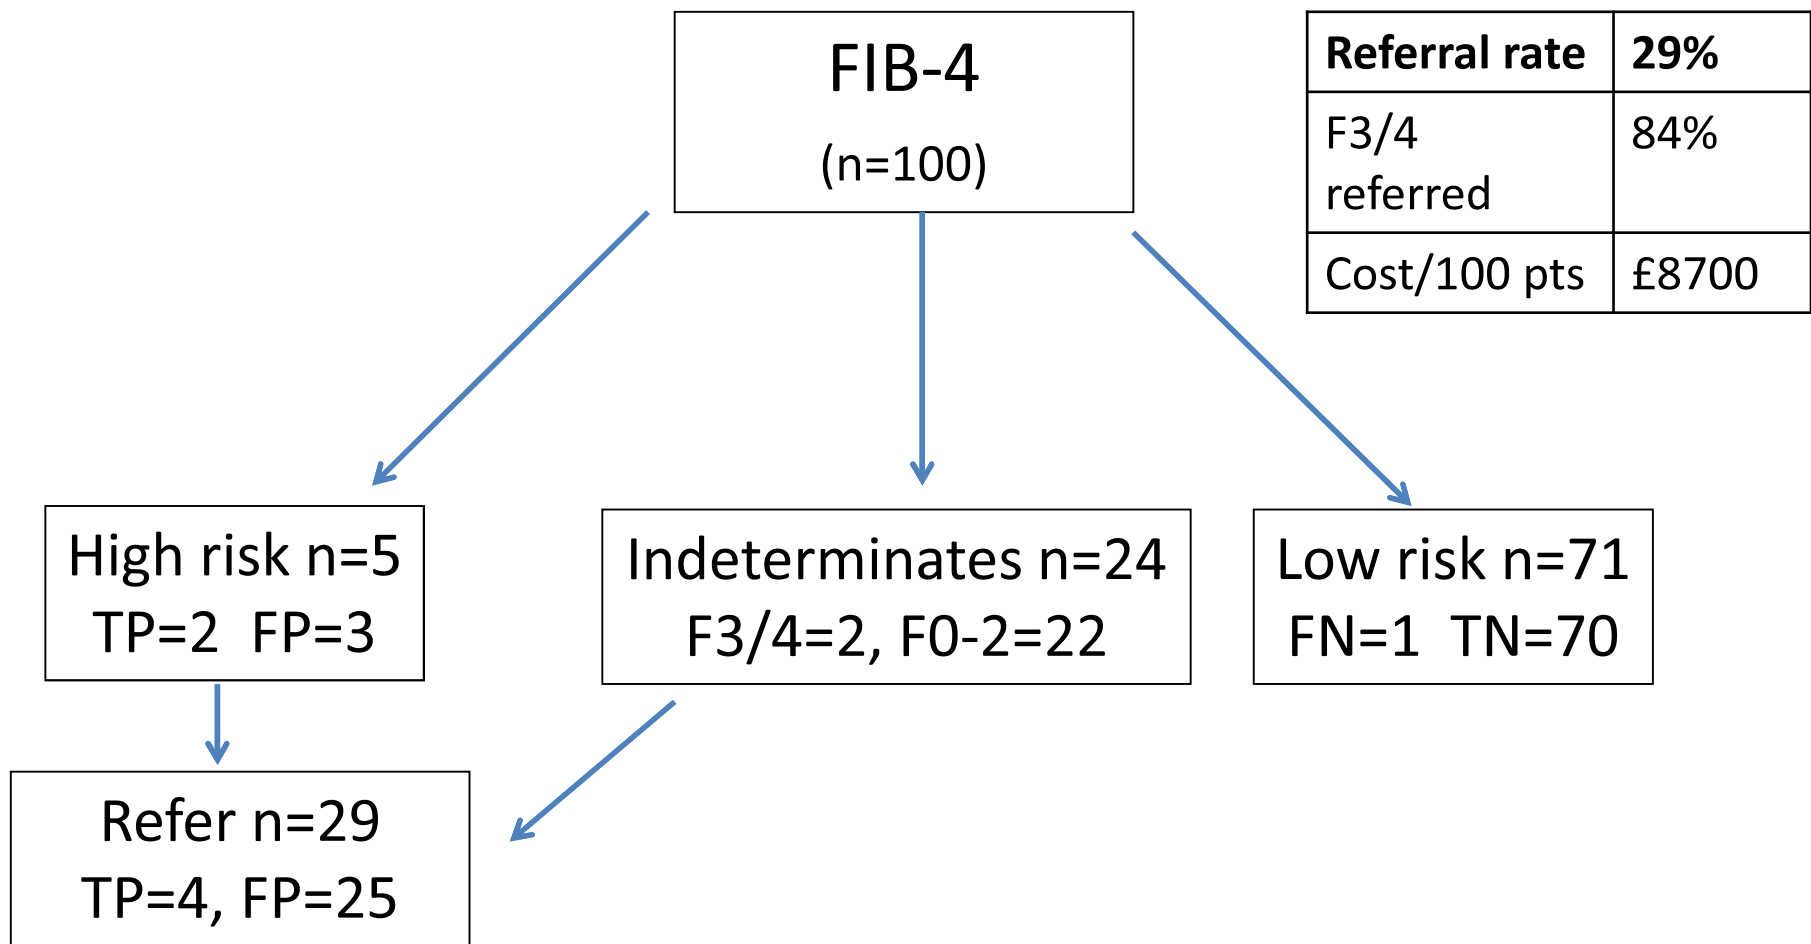 FIB-4
(n=100)
Referral rate 29%
F3/4 84%
referred
Cost/100 pts £8700
High risk n=5
TP=2 FP=3
Indeterminates n=24
F3/4=2, F0-2=22
Low risk n=71
FN=1 TN=70
Refer n=29
TP=4, FP=25